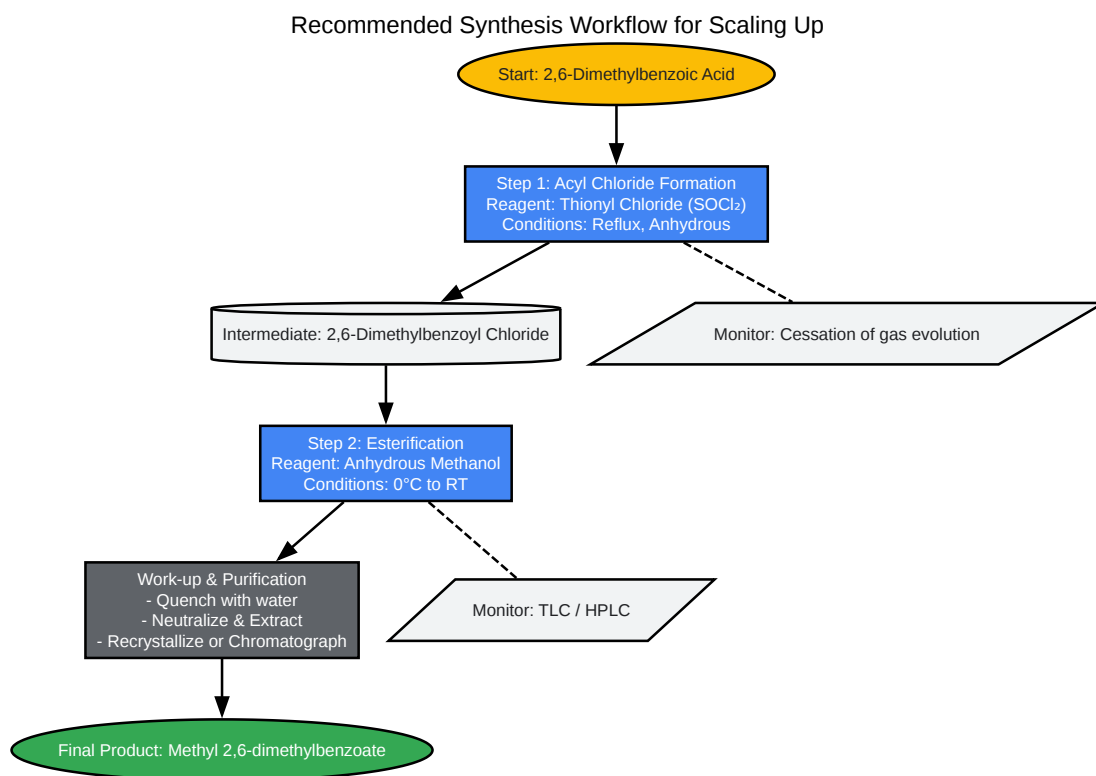 Recommended Synthesis Workflow for Scaling Up
Start: 2,6-Dimethylbenzoic Acid
Step 1: Acyl Chloride Formation
Reagent: Thionyl Chloride (SOCl₂)
Conditions: Reflux, Anhydrous
Intermediate: 2,6-Dimethylbenzoyl Chloride
Monitor: Cessation of gas evolution
Step 2: Esterification
Reagent: Anhydrous Methanol
Conditions: 0°C to RT
Work-up & Purification
- Quench with water
- Neutralize & Extract
- Recrystallize or Chromatograph
Monitor: TLC / HPLC
Final Product: Methyl 2,6-dimethylbenzoate